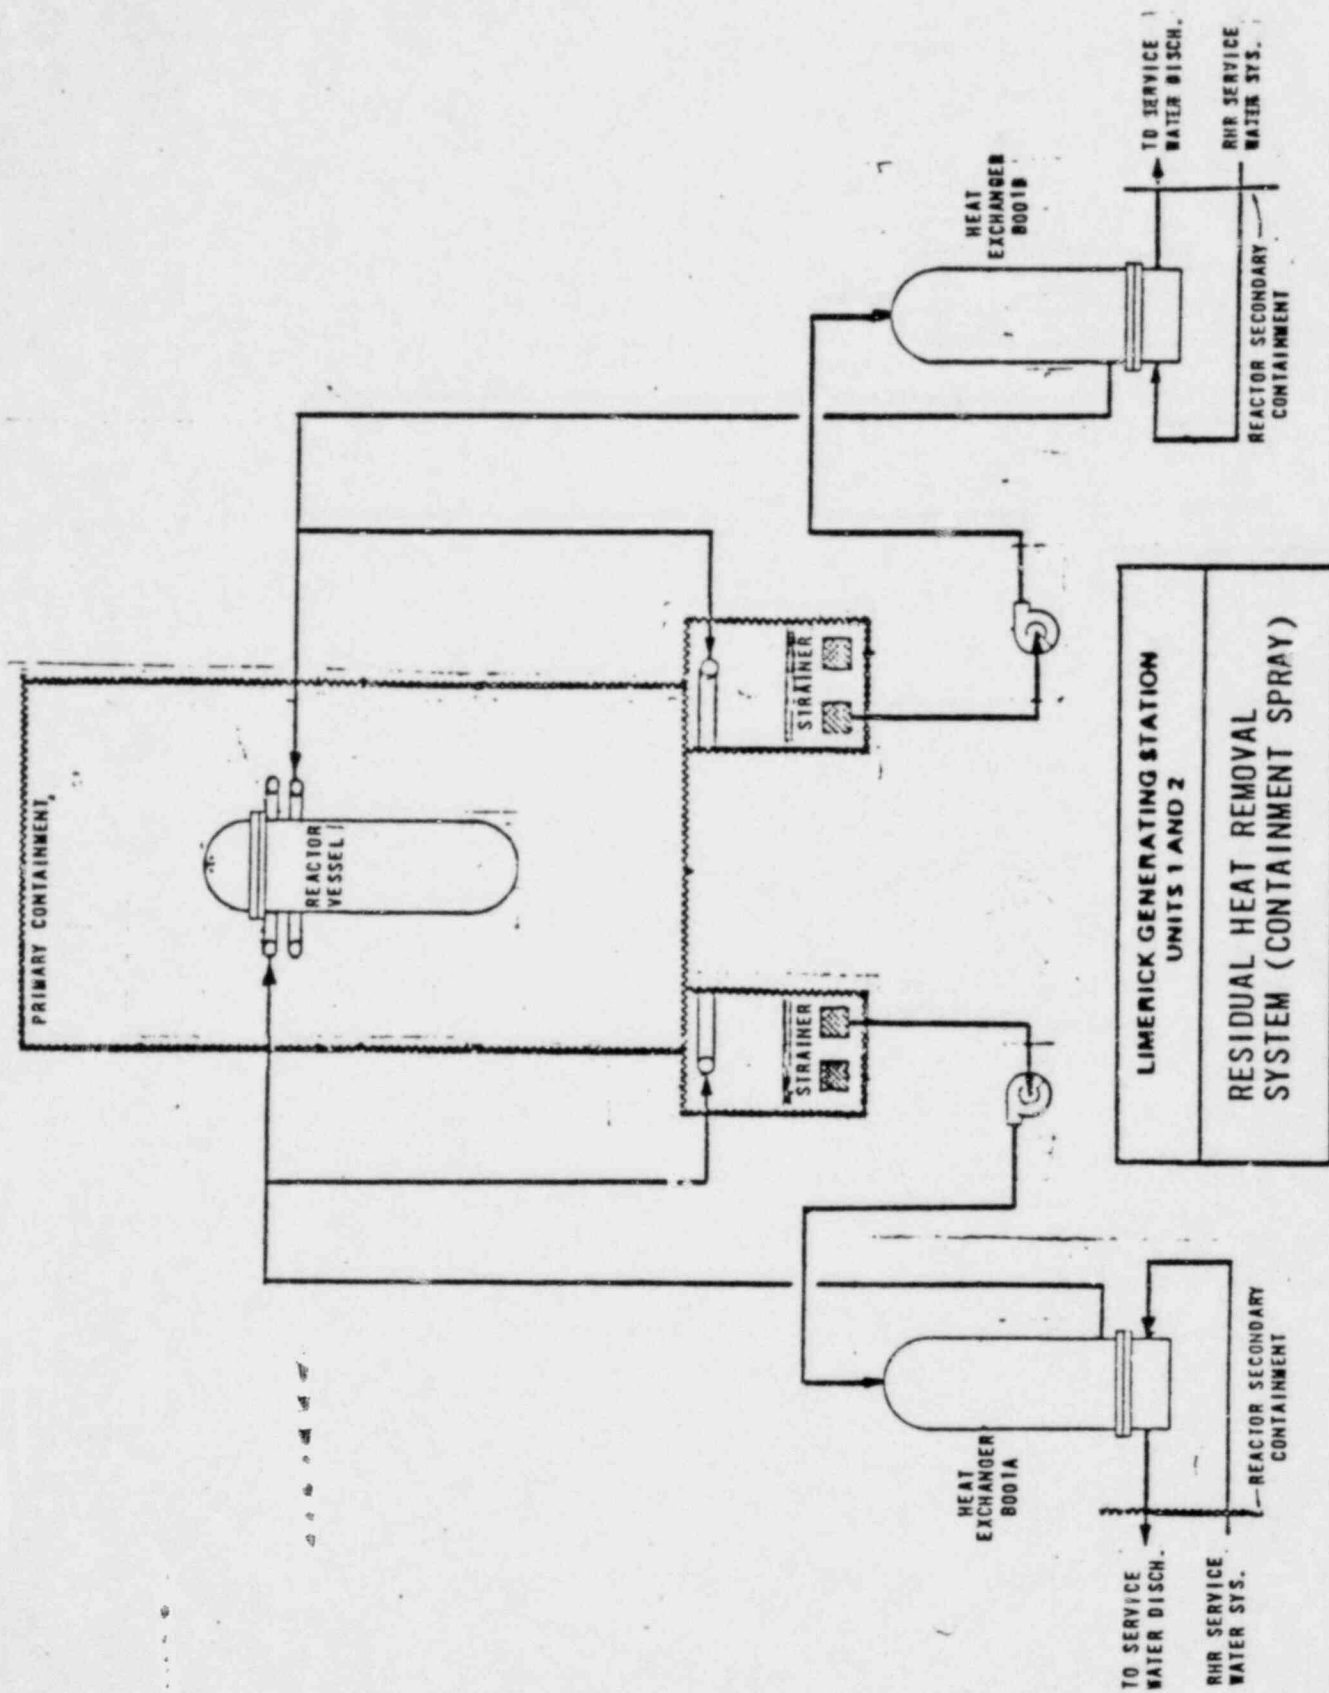 PRIMARY CONTAINMENT
REACTOR
VESSEL
STRAINER
STRAINER
HEAT
EXCHANGER
B001A
HEAT
EXCHANGER
B001B
TO SERVICE
WATER DISCH.
RHR SERVICE
WATER SYS.
REACTOR SECONDARY
CONTAINMENT
TO SERVICE
WATER DISCH.
RHR SERVICE
WATER SYS.
REACTOR SECONDARY
CONTAINMENT
LIMERICK GENERATING STATION
UNITS 1 AND 2
RESIDUAL HEAT REMOVAL
SYSTEM (CONTAINMENT SPRAY)